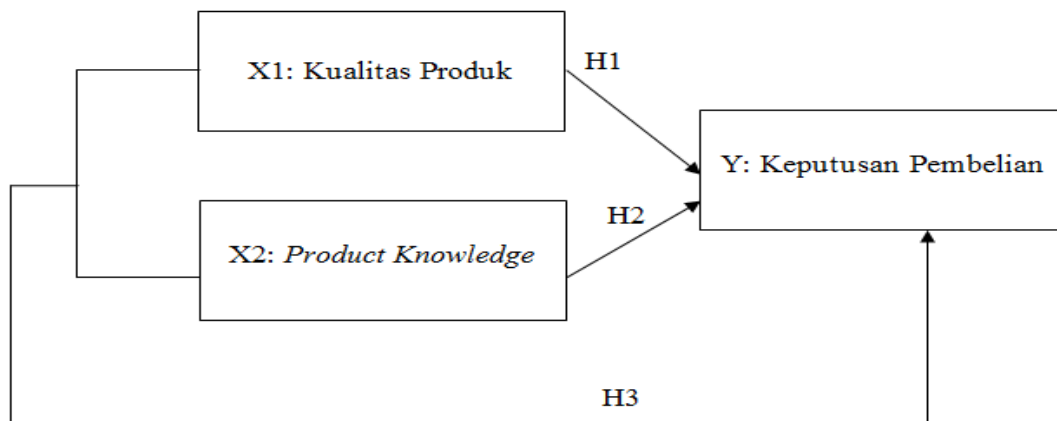 X1: Kualitas Produk
H1
Y: Keputusan Pembelian
H2
X2: Product Knowledge
H3